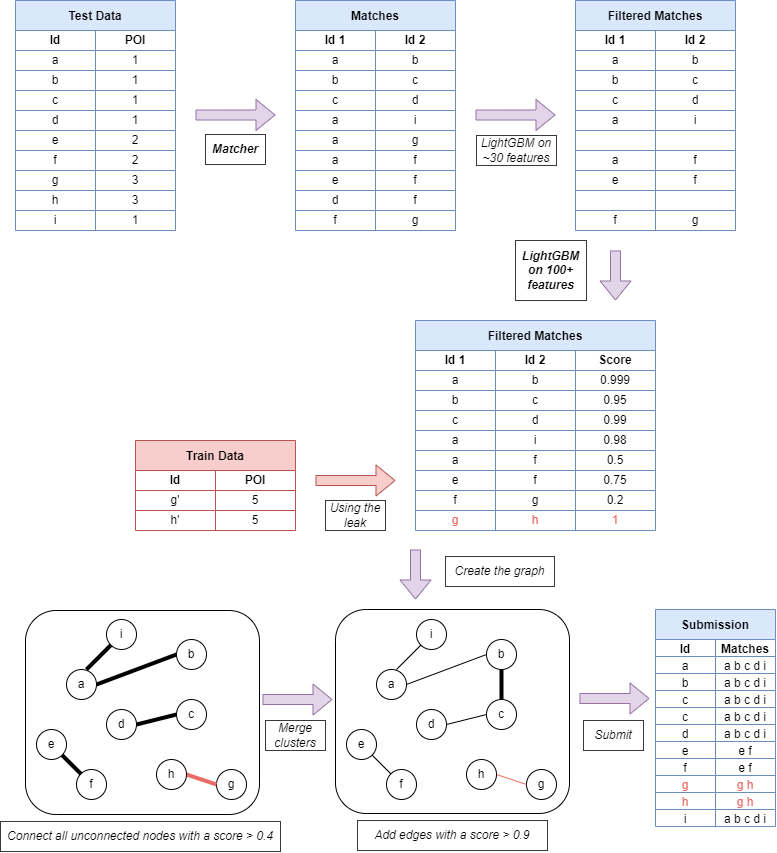 Test Data
Id POI
a 1
b 1
c 1
d 1
e 2
f 2
g 3
h 3
i 1
Matcher
Matches
Id 1 Id 2
a b
b c
c d
a i
a g
a f
e f
d f
f g
LightGBM on
~30 features
Filtered Matches
Id 1 Id 2
a b
b c
c d
a i
a f
e f
f g
LightGBM
on 100+
features
Filtered Matches
Id 1 Id 2 Score
a b 0.999
b c 0.95
c d 0.99
a i 0.98
a f 0.5
e f 0.75
f g 0.2
g h 1
Train Data
Id POI
g' 5
h' 5
Using the
leak
Create the graph
i
b
a
c
d
e
f
h
g
Connect all unconnected nodes with a score > 0.4
Merge
clusters
i
b
a
c
d
e
f
h
g
Add edges with a score > 0.9
Submit
Submission
Id Matches
a a b c d i
b a b c d i
c a b c d i
c a b c d i
d a b c d i
e e f
f e f
g g h
h g h
i a b c d i